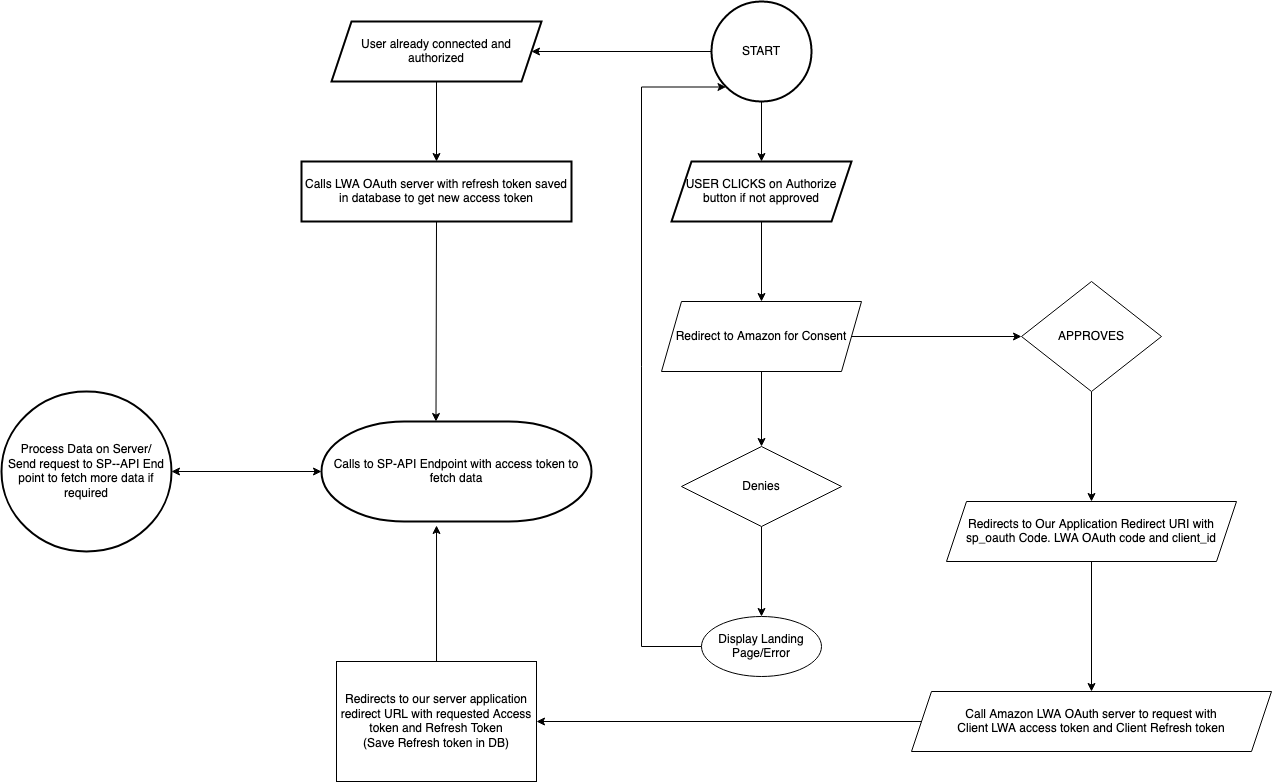 User already connected and
authorized
START
Calls LWA OAuth server with refresh token saved
in database to get new access token
USER CLICKS on Authorize
button if not approved
Redirect to Amazon for Consent
APPROVES
Process Data on Server/
Send request to SP--API End
point to fetch more data if
required
Calls to SP-API Endpoint with access token to
fetch data
Denies
Redirects to Our Application Redirect URI with
sp_oauth Code. LWA OAuth code and client_id
Display Landing
Page/Error
Redirects to our server application
redirect URL with requested Access
token and Refresh Token
(Save Refresh token in DB)
Call Amazon LWA OAuth server to request with
Client LWA access token and Client Refresh token